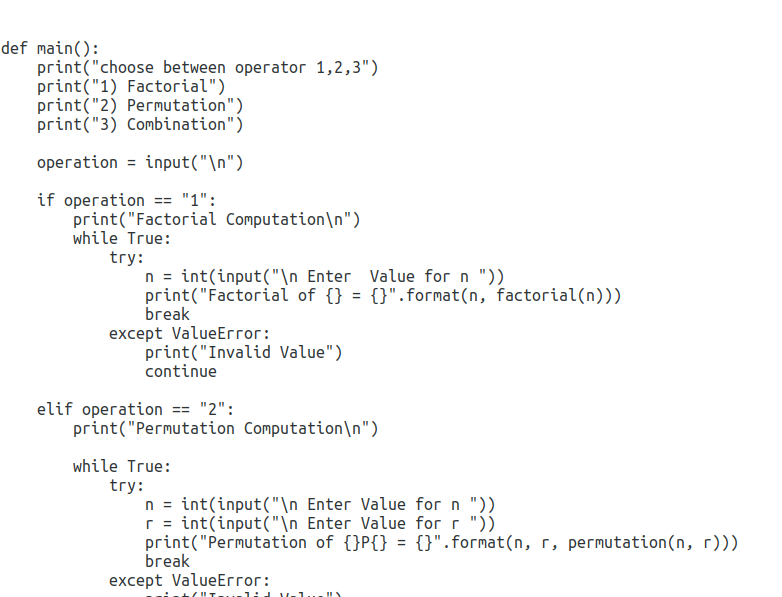 def main():
    print("choose between operator 1,2,3")
    print("1) Factorial")
    print("2) Permutation")
    print("3) Combination")

    operation = input("\n")

    if operation == "1":
        print("Factorial Computation\n")
        while True:
            try:
                n = int(input("\n Enter  Value for n "))
                print("Factorial of {} = {}".format(n, factorial(n)))
                break
            except ValueError:
                print("Invalid Value")
                continue

    elif operation == "2":
        print("Permutation Computation\n")

        while True:
            try:
                n = int(input("\n Enter Value for n "))
                r = int(input("\n Enter Value for r "))
                print("Permutation of {}P{} = {}".format(n, r, permutation(n, r)))
                break
            except ValueError:
                print("Invalid Value")